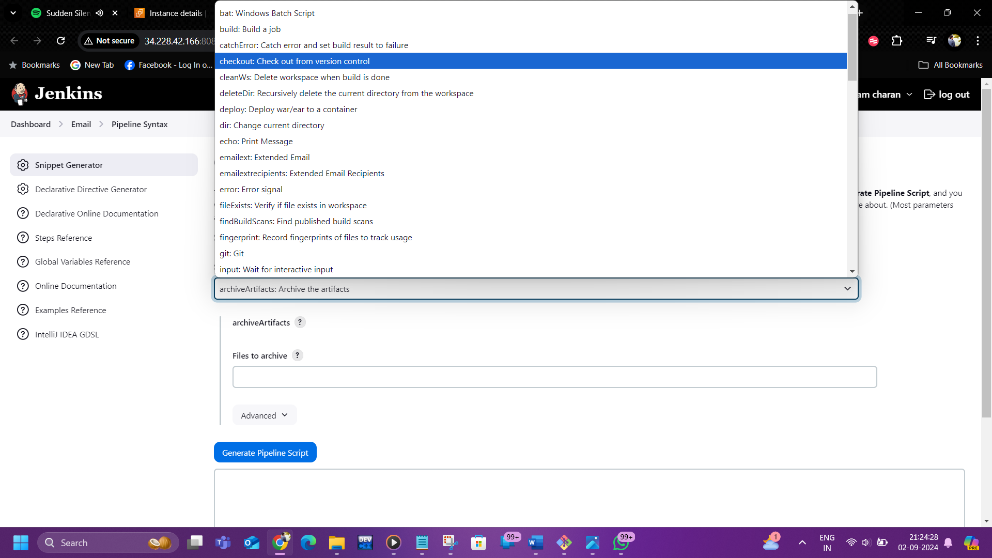 Sudden Silen
Instance details |
Not secure
34.228.42.166:80
Bookmarks
New Tab
Facebook - Log In o...
All Bookmarks
Jenkins
am charan
log out
Dashboard
Email
Pipeline Syntax
Snippet Generator
Declarative Directive Generator
Declarative Online Documentation
Steps Reference
Global Variables Reference
Online Documentation
Examples Reference
IntelliJ IDEA GDSL
bat: Windows Batch Script
build: Build a job
catchError: Catch error and set build result to failure
checkout: Check out from version control
cleanWs: Delete workspace when build is done
deleteDir: Recursively delete the current directory from the workspace
deploy: Deploy war/ear to a container
dir: Change current directory
echo: Print Message
emailext: Extended Email
emailextrecipients: Extended Email Recipients
error: Error signal
fileExists: Verify if file exists in workspace
findBuildScans: Find published build scans
fingerprint: Record fingerprints of files to track usage
git: Git
input: Wait for interactive input
rate Pipeline Script, and you
e about. (Most parameters
archiveArtifacts: Archive the artifacts
archiveArtifacts ?
Files to archive ?
Advanced
Generate Pipeline Script
Search
DEV
99+
99+
1
ENG
IN
21:24:28
02-09-2024